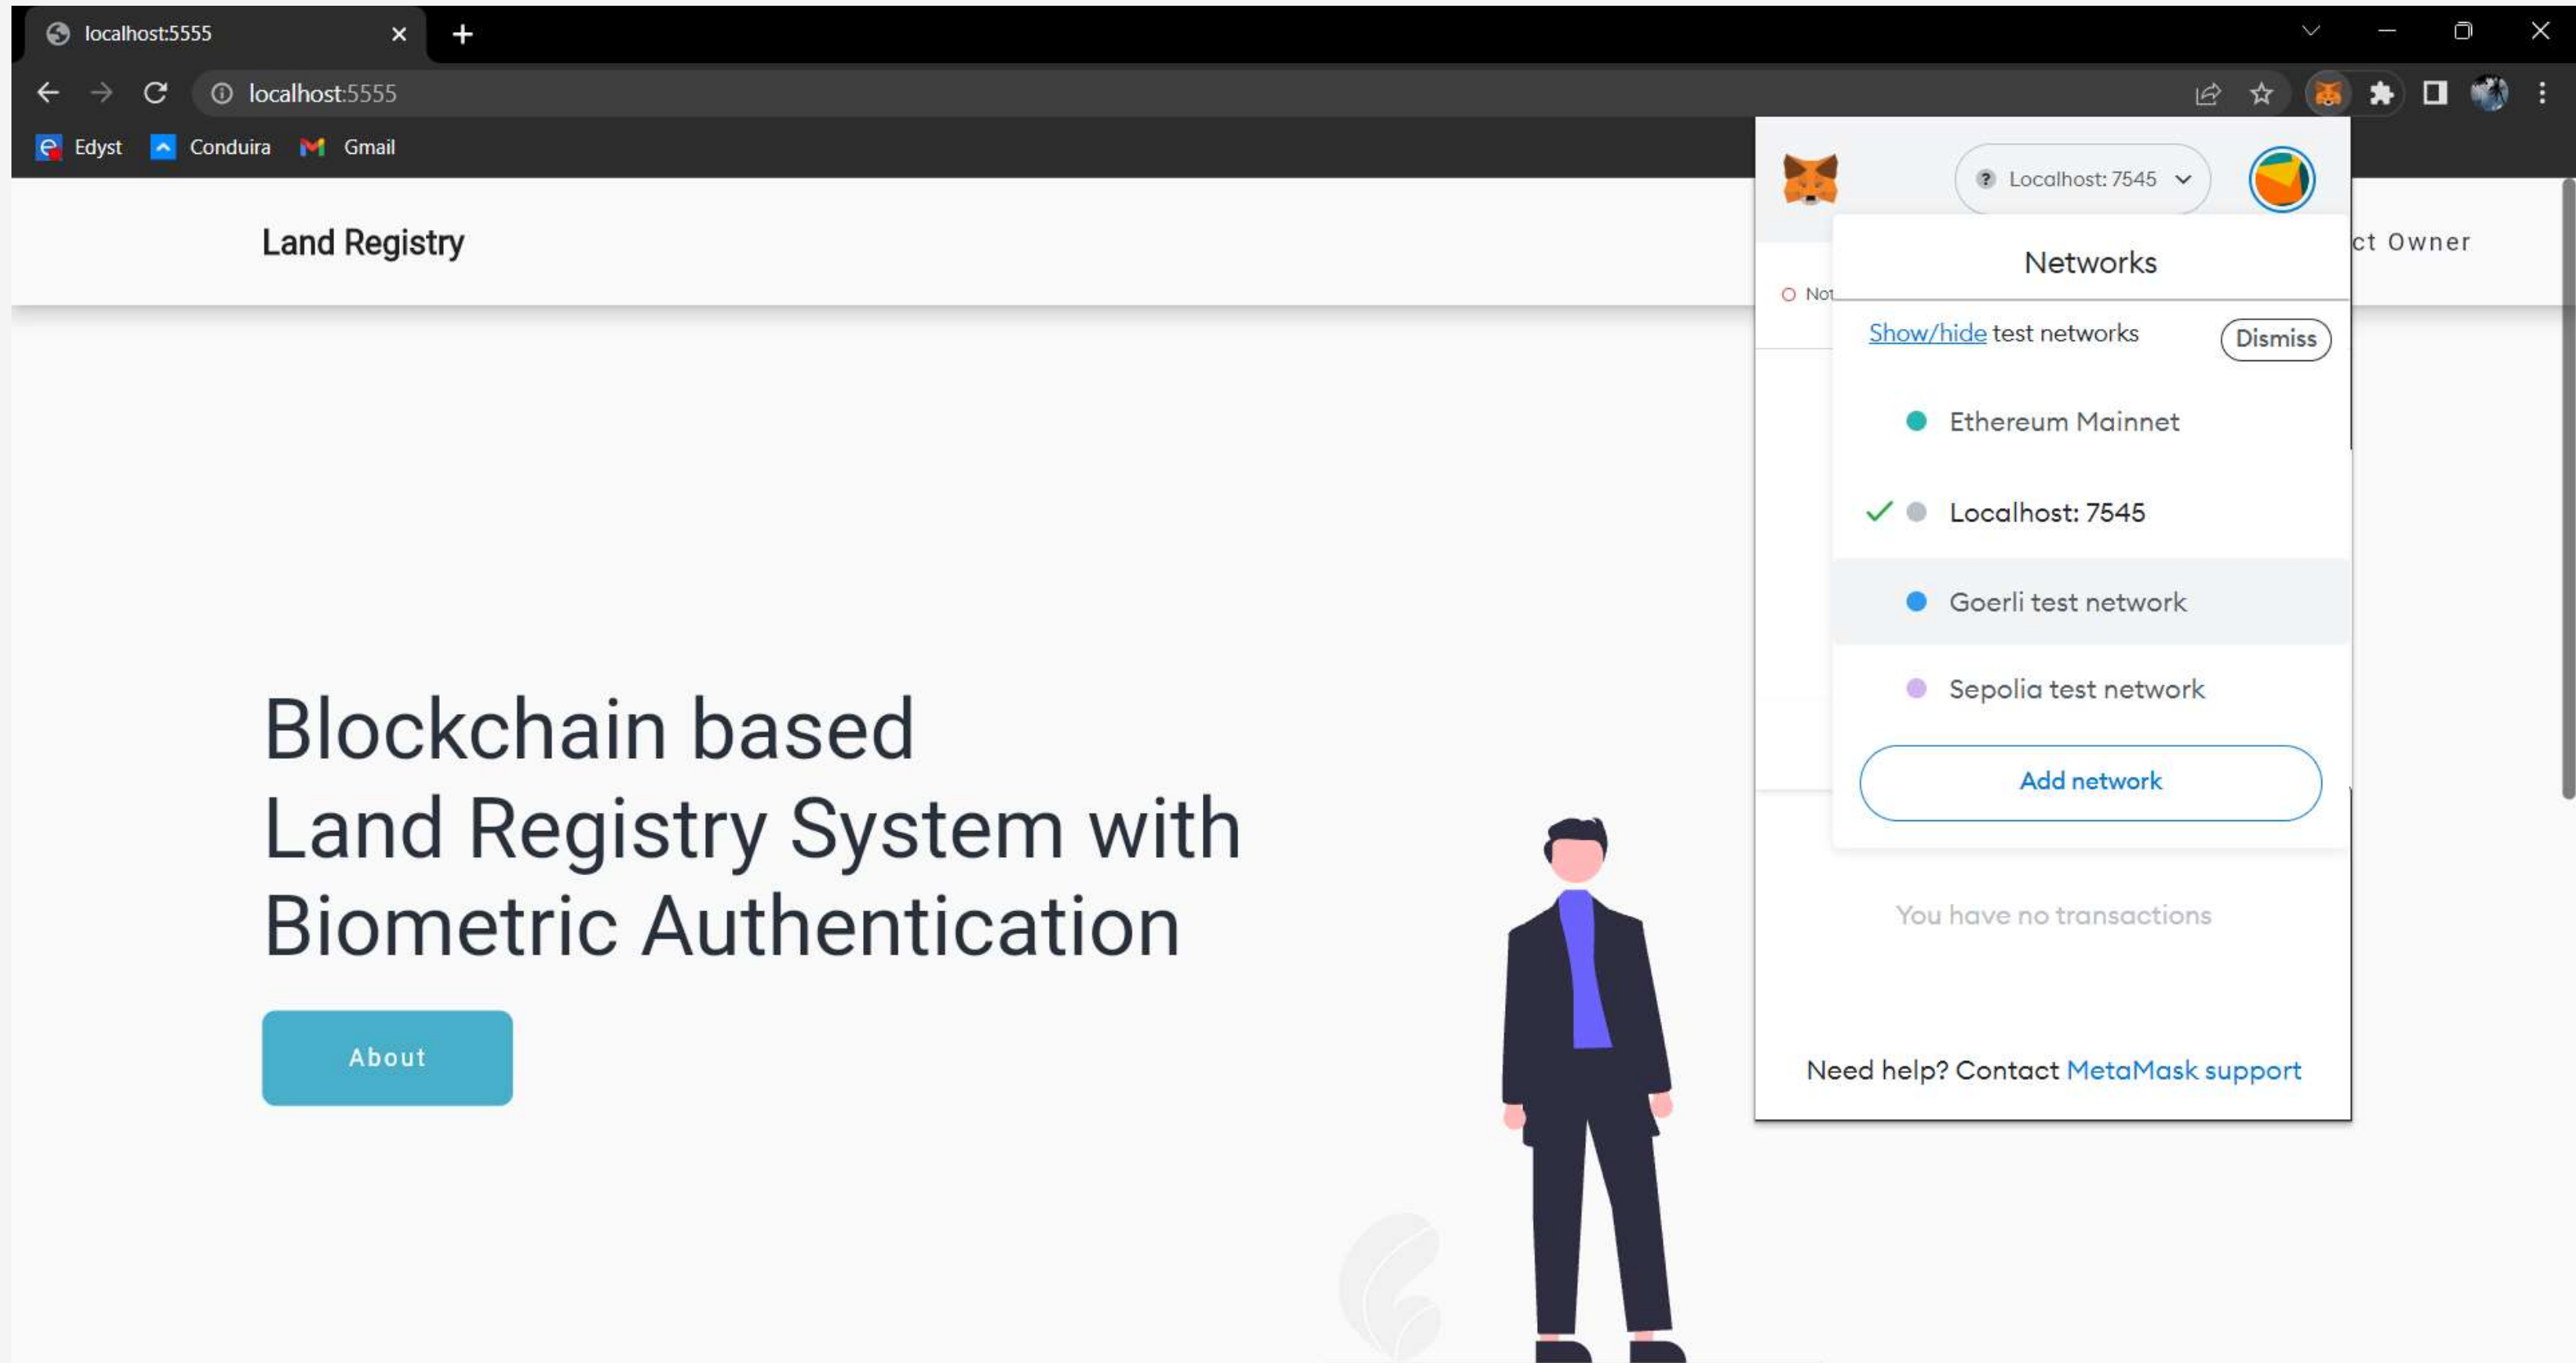 localhost:5555
localhost:5555
Edyst
Conduira
Gmail
Localhost: 7545
Land Registry
ct Owner
Networks
Not
Show/hide test networks
Dismiss
Ethereum Mainnet
Localhost: 7545
Goerli test network
Sepolia test network
Add network
Blockchain based
Land Registry System with
Biometric Authentication
You have no transactions
About
Need help? Contact MetaMask support